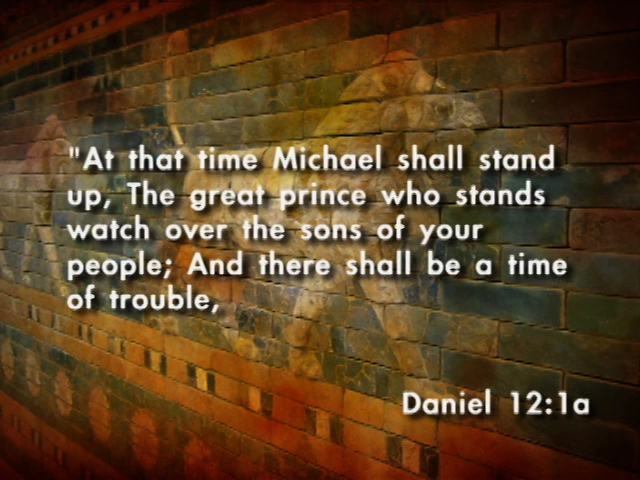 "At that time Michael shall stand
up, The great prince who stands
watch over the sons of your
people; And there shall be a time
of trouble,
Daniel 12:1a